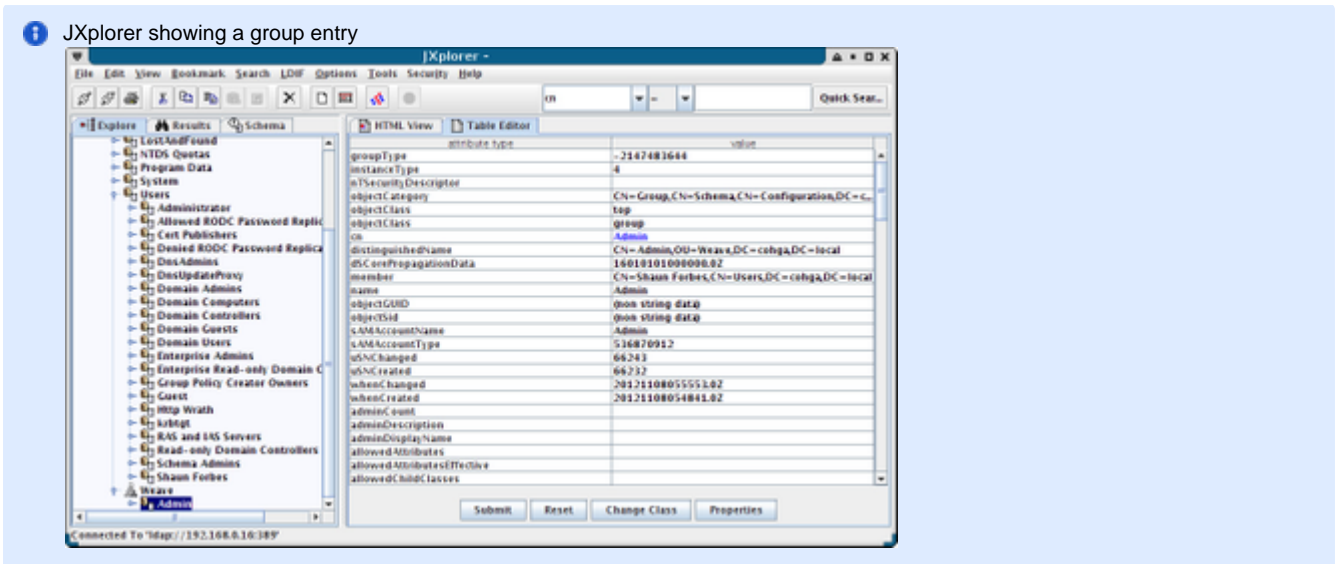 JXplorer showing a group entry
JXplorer -
File Edit View Bookmark Search LDIF Options Tools Security Help
cn = Quick Sear...
Explore Results Schema HTML View Table Editor
LostAndFound
NTDS Quotas
Program Data
System
Users
Administrator
Allowed RODC Password Replic
Cert Publishers
Denied RODC Password Replica
DnsAdmins
DnsUpdateProxy
Domain Admins
Domain Computers
Domain Controllers
Domain Guests
Domain Users
Enterprise Admins
Enterprise Read-only Domain C
Group Policy Creator Owners
Guest
Http Wrath
krbtgt
RAS and IAS Servers
Read-only Domain Controllers
Schema Admins
Shaun Forbes
Weave
Admin
attribute type value
groupType -2147483644
instanceType 4
nTSecurityDescriptor
objectCategory CN=Group,CN=Schema,CN=Configuration,DC=c...
objectClass top
objectClass group
cn Admin
distinguishedName CN=Admin,OU=Weave,DC=cohga,DC=local
dSCorePropagationData 16010101000000.0Z
member CN=Shaun Forbes,CN=Users,DC=cohga,DC=local
name Admin
objectGUID (non string data)
objectSid (non string data)
sAMAccountName Admin
sAMAccountType 536870912
uSNChanged 66243
uSNCreated 66232
whenChanged 20121108055553.0Z
whenCreated 20121108054841.0Z
adminCount
adminDescription
adminDisplayName
allowedAttributes
allowedAttributesEffective
allowedChildClasses
Submit Reset Change Class Properties
Connected To 'ldap://192.168.0.16:389'